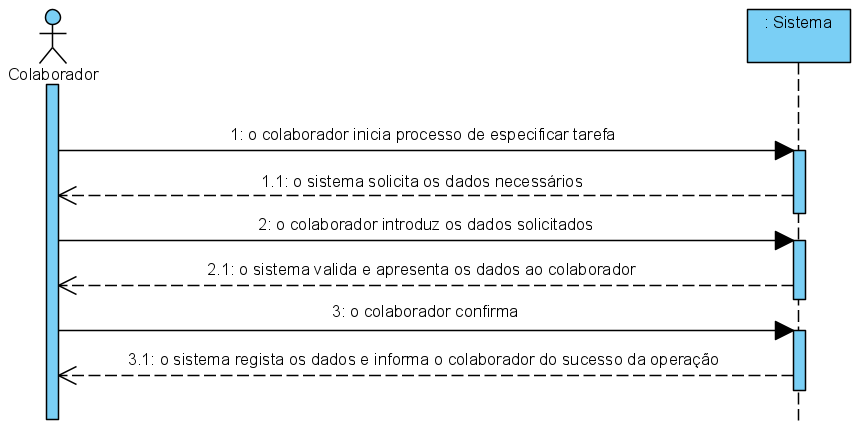 : Sistema
Colaborador
1: o colaborador inicia processo de especificar tarefa
1.1: o sistema solicita os dados necessários
2: o colaborador introduz os dados solicitados
2.1: o sistema valida e apresenta os dados ao colaborador
3: o colaborador confirma
3.1: o sistema regista os dados e informa o colaborador do sucesso da operação